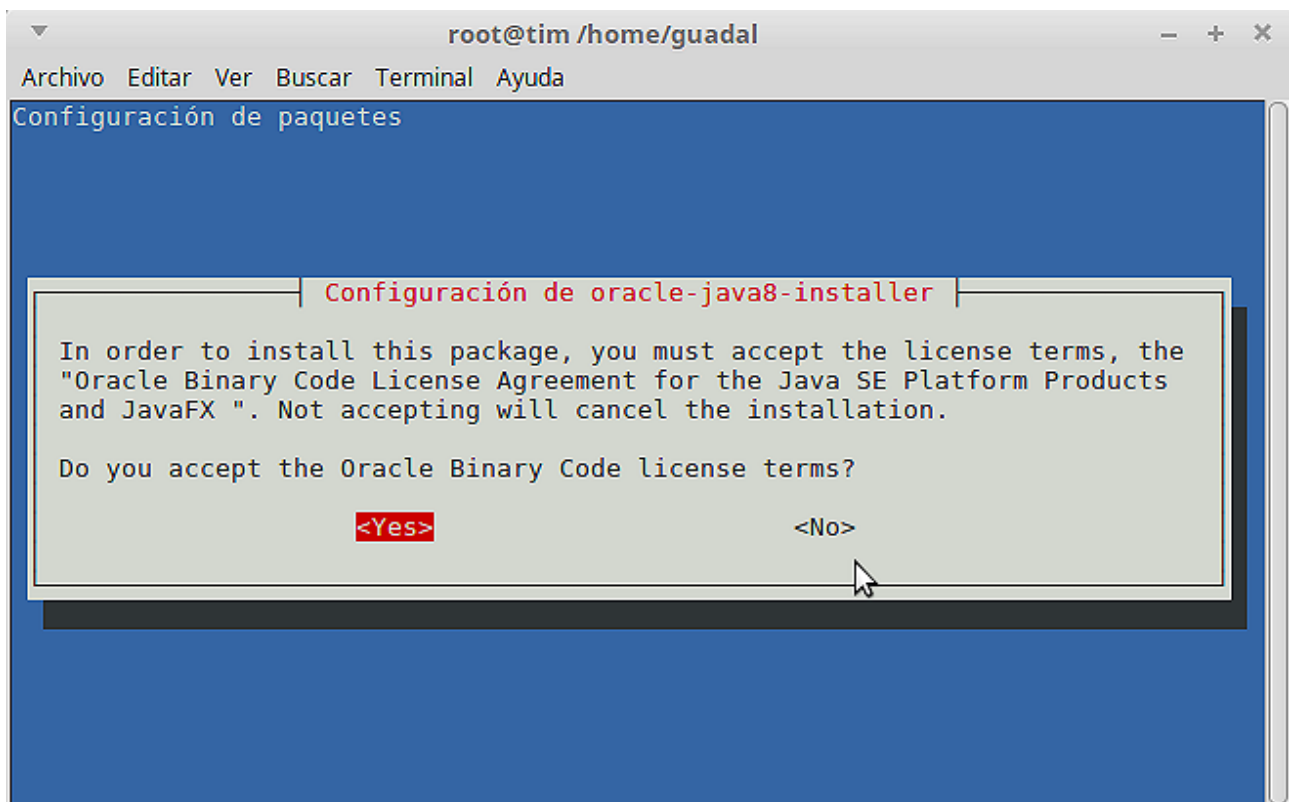 root@tim /home/guadal
Archivo Editar Ver Buscar Terminal Ayuda
Configuración de paquetes
Configuración de oracle-java8-installer
In order to install this package, you must accept the license terms, the
"Oracle Binary Code License Agreement for the Java SE Platform Products
and JavaFX ". Not accepting will cancel the installation.
Do you accept the Oracle Binary Code license terms?
<Yes> <No>